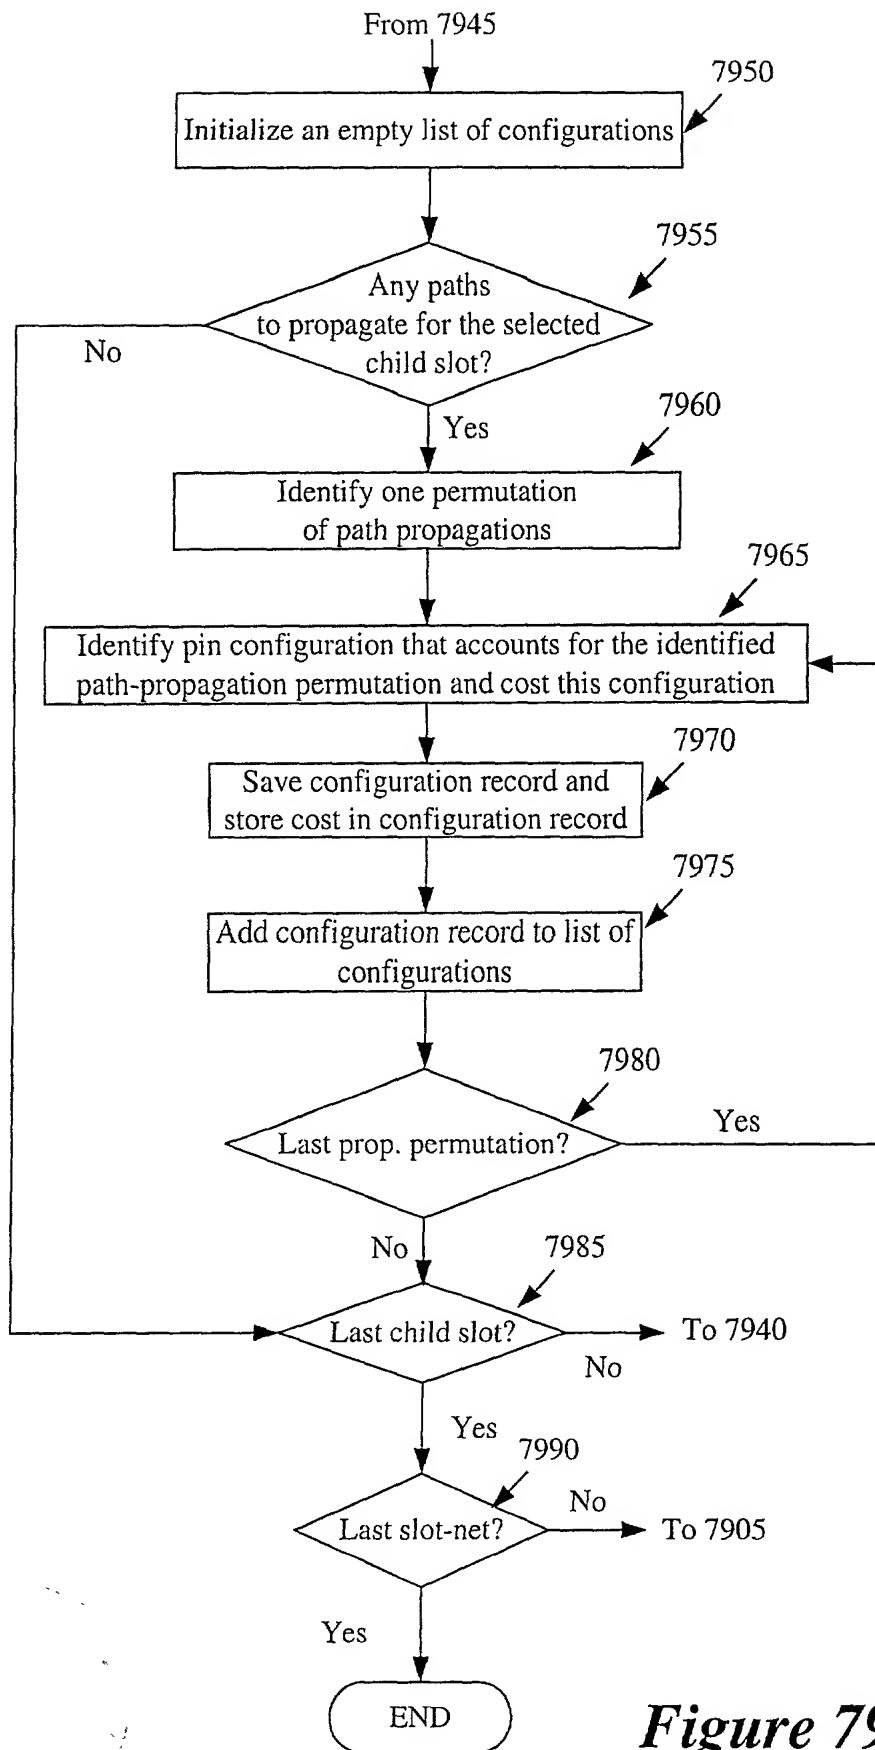 From 7945
7950
Initialize an empty list of configurations
7955
Any paths
to propagate for the selected
child slot?
No
Yes
7960
Identify one permutation
of path propagations
7965
Identify pin configuration that accounts for the identified
path-propagation permutation and cost this configuration
7970
Save configuration record and
store cost in configuration record
7975
Add configuration record to list of
configurations
7980
Last prop. permutation?
Yes
No
7985
Last child slot?
To 7940
No
Yes
7990
Last slot-net?
No
To 7905
Yes
END
Figure 79